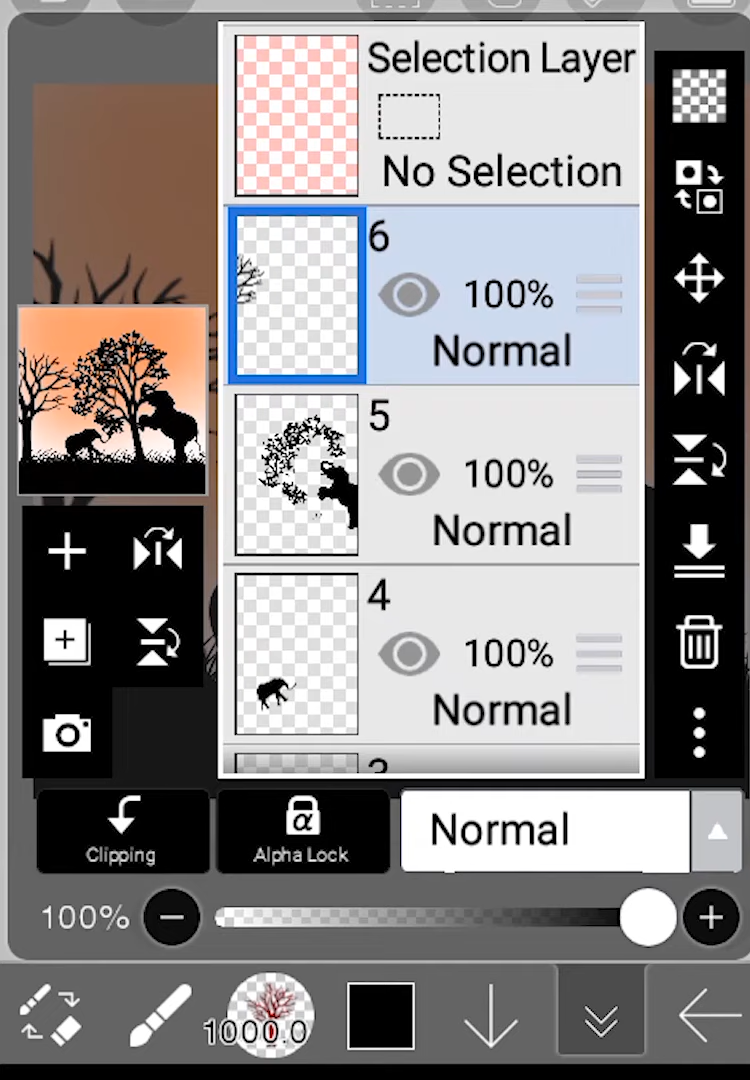 Selection Layer
No Selection
6
100%
Normal
5
100%
Normal
4
100%
Normal
Clipping
α
Alpha Lock
Normal
100%
1000.0